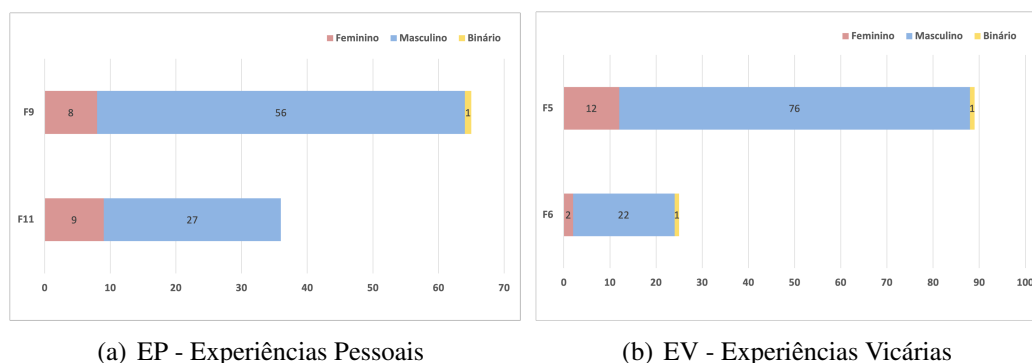 Feminino Masculino Binário
F9 8 56 1
F11 9 27
0 10 20 30 40 50 60 70
(a) EP - Experiências Pessoais
Feminino Masculino Binário
F5 12 76 1
F6 2 22 1
0 10 20 30 40 50 60 70 80 90 100
(b) EV - Experiências Vicárias